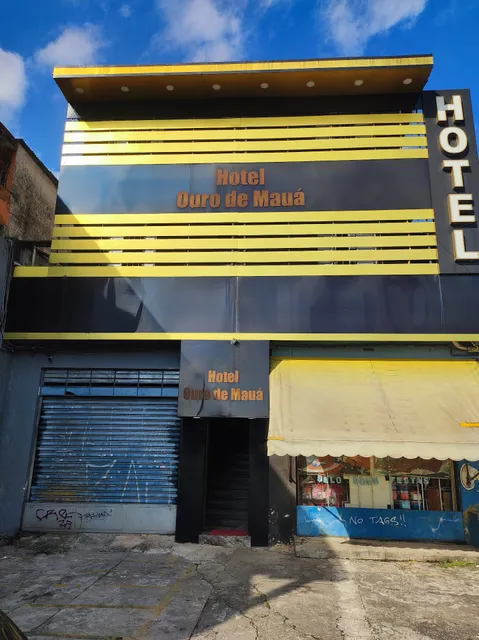 Hotel
Ouro de Mauá
HOTEL
Hotel
Ouro de Mauá
NO TAGS!!